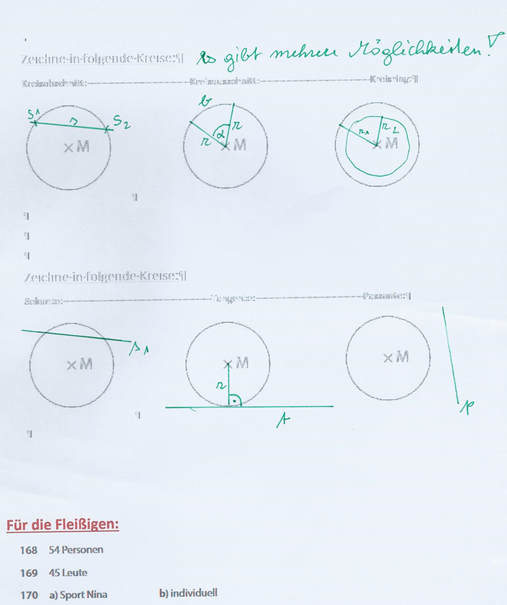 Zeichne in folgende Kreise:¶ Es gibt mehrere Möglichkeiten!
Kreisabschnitt: Kreisausschnitt: Kreisring:¶
S1 s S2 b r r α r1 r2
M M M
¶
¶
¶
¶
Zeichne in folgende Kreise:¶
Sekante: Tangente: Passante:¶
s1 r t p
M M M
¶
¶
Für die Fleißigen:
168 54 Personen
169 45 Leute
170 a) Sport Nina b) individuell